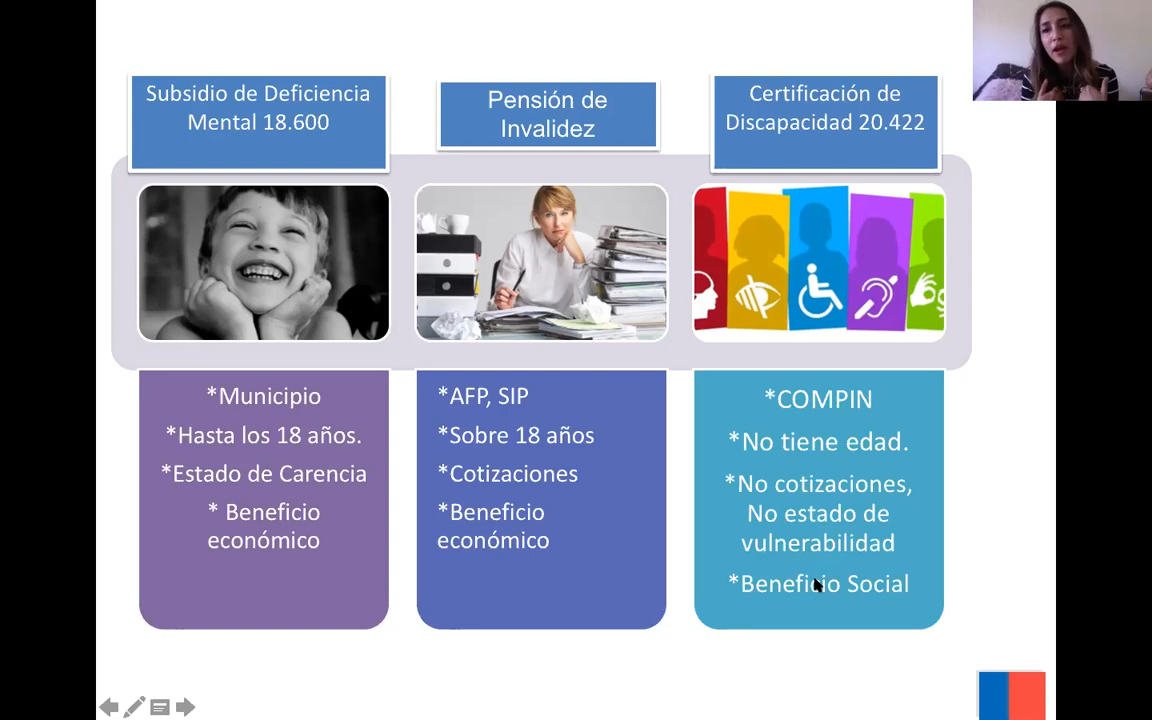 Subsidio de Deficiencia
Mental 18.600
Pensión de
Invalidez
Certificación de
Discapacidad 20.422
*Municipio
*Hasta los 18 años.
*Estado de Carencia
* Beneficio
económico
*AFP, SIP
*Sobre 18 años
*Cotizaciones
*Beneficio
económico
*COMPIN
*No tiene edad.
*No cotizaciones,
No estado de
vulnerabilidad
*Beneficio Social